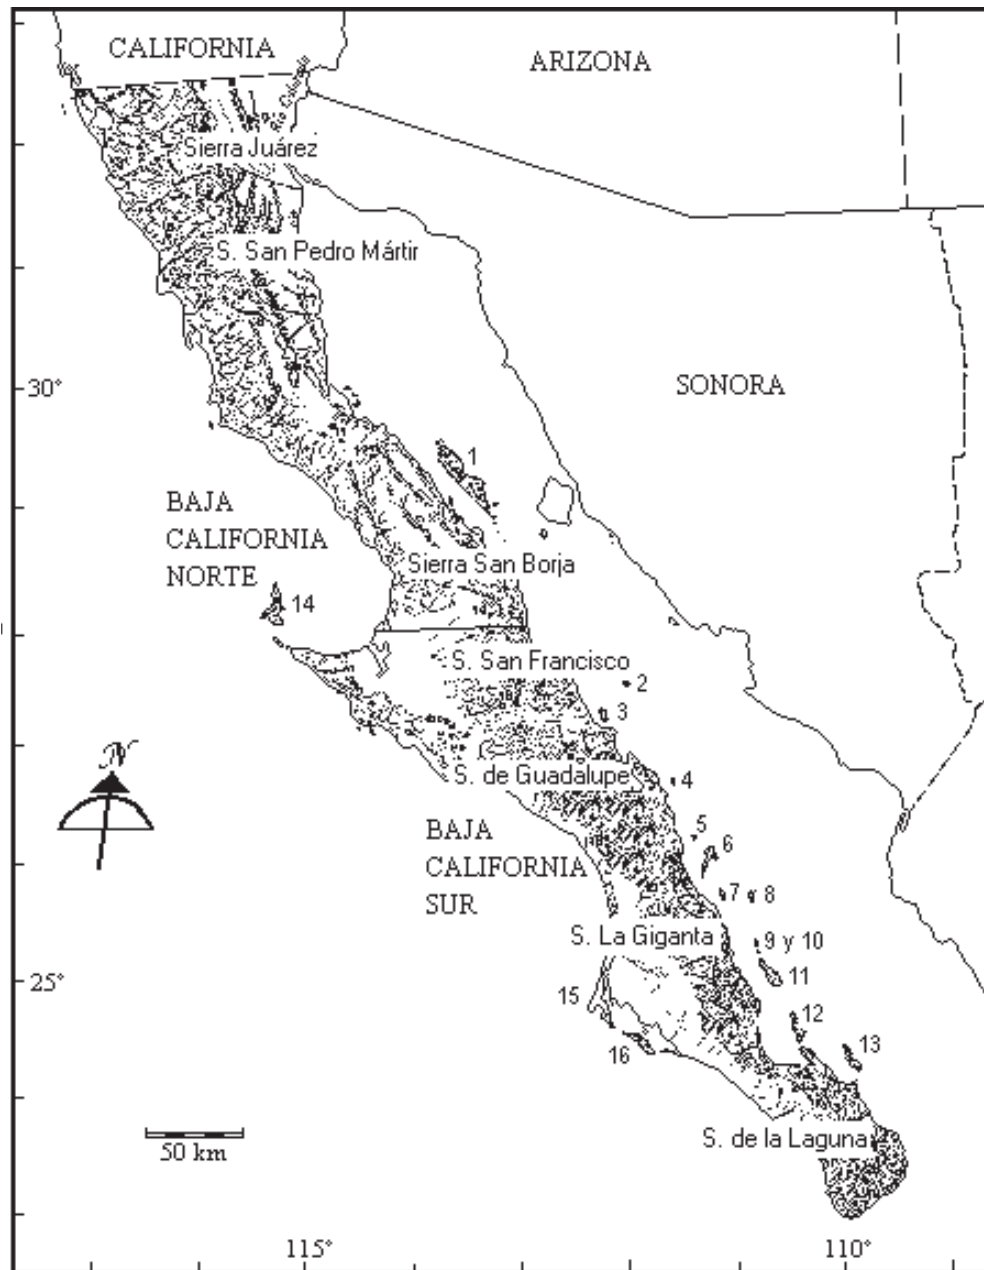 CALIFORNIA
ARIZONA
Sierra Juárez
S. San Pedro Mártir
30°
SONORA
1
BAJA
CALIFORNIA
NORTE
Sierra San Borja
14
S. San Francisco
2
3
N
S. de Guadalupe
4
5
6
BAJA
CALIFORNIA
SUR
7
8
S. La Giganta
9 y 10
25°
11
15
12
16
13
50 km
S. de la Laguna
115°
110°